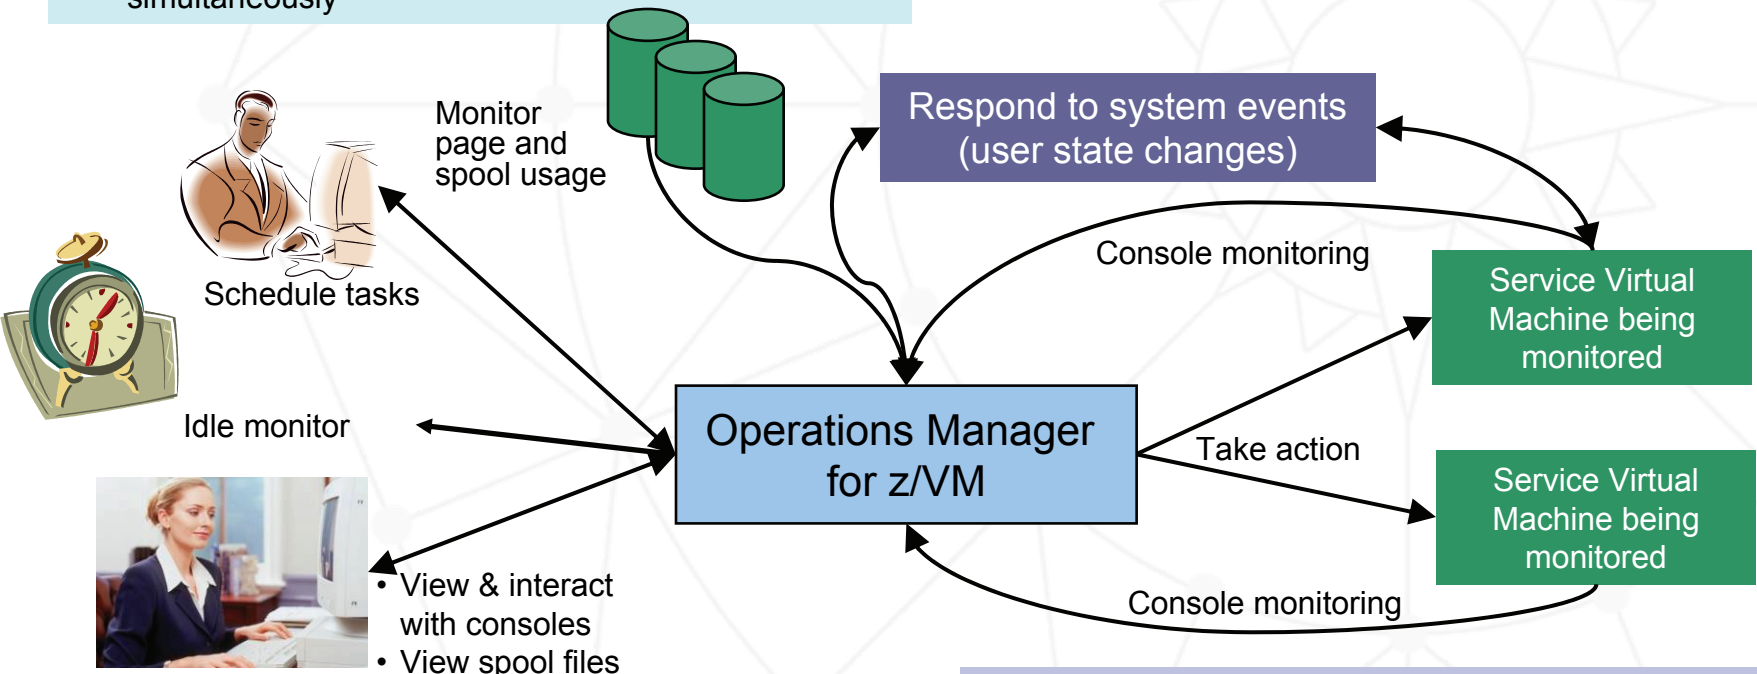 simultaneously
Monitor
page and
spool usage
Respond to system events
(user state changes)
Console monitoring
Schedule tasks
Service Virtual
Machine being
monitored
Idle monitor
Operations Manager
for z/VM
Take action
Service Virtual
Machine being
monitored
• View & interact
with consoles
• View spool files
Console monitoring